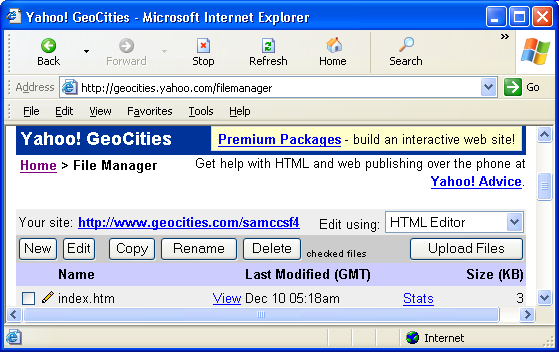 Yahoo! GeoCities - Microsoft Internet Explorer
Back Forward Stop Refresh Home Search »
Address http://geocities.yahoo.com/filemanager Go
File Edit View Favorites Tools Help
Yahoo! GeoCities Premium Packages - build an interactive web site!
Home > File Manager Get help with HTML and web publishing over the phone at
Yahoo! Advice.
Your site: http://www.geocities.com/samccsf4 Edit using: HTML Editor
New Edit Copy Rename Delete checked files Upload Files
Name Last Modified (GMT) Size (KB)
index.htm View Dec 10 05:18am Stats 3
Internet